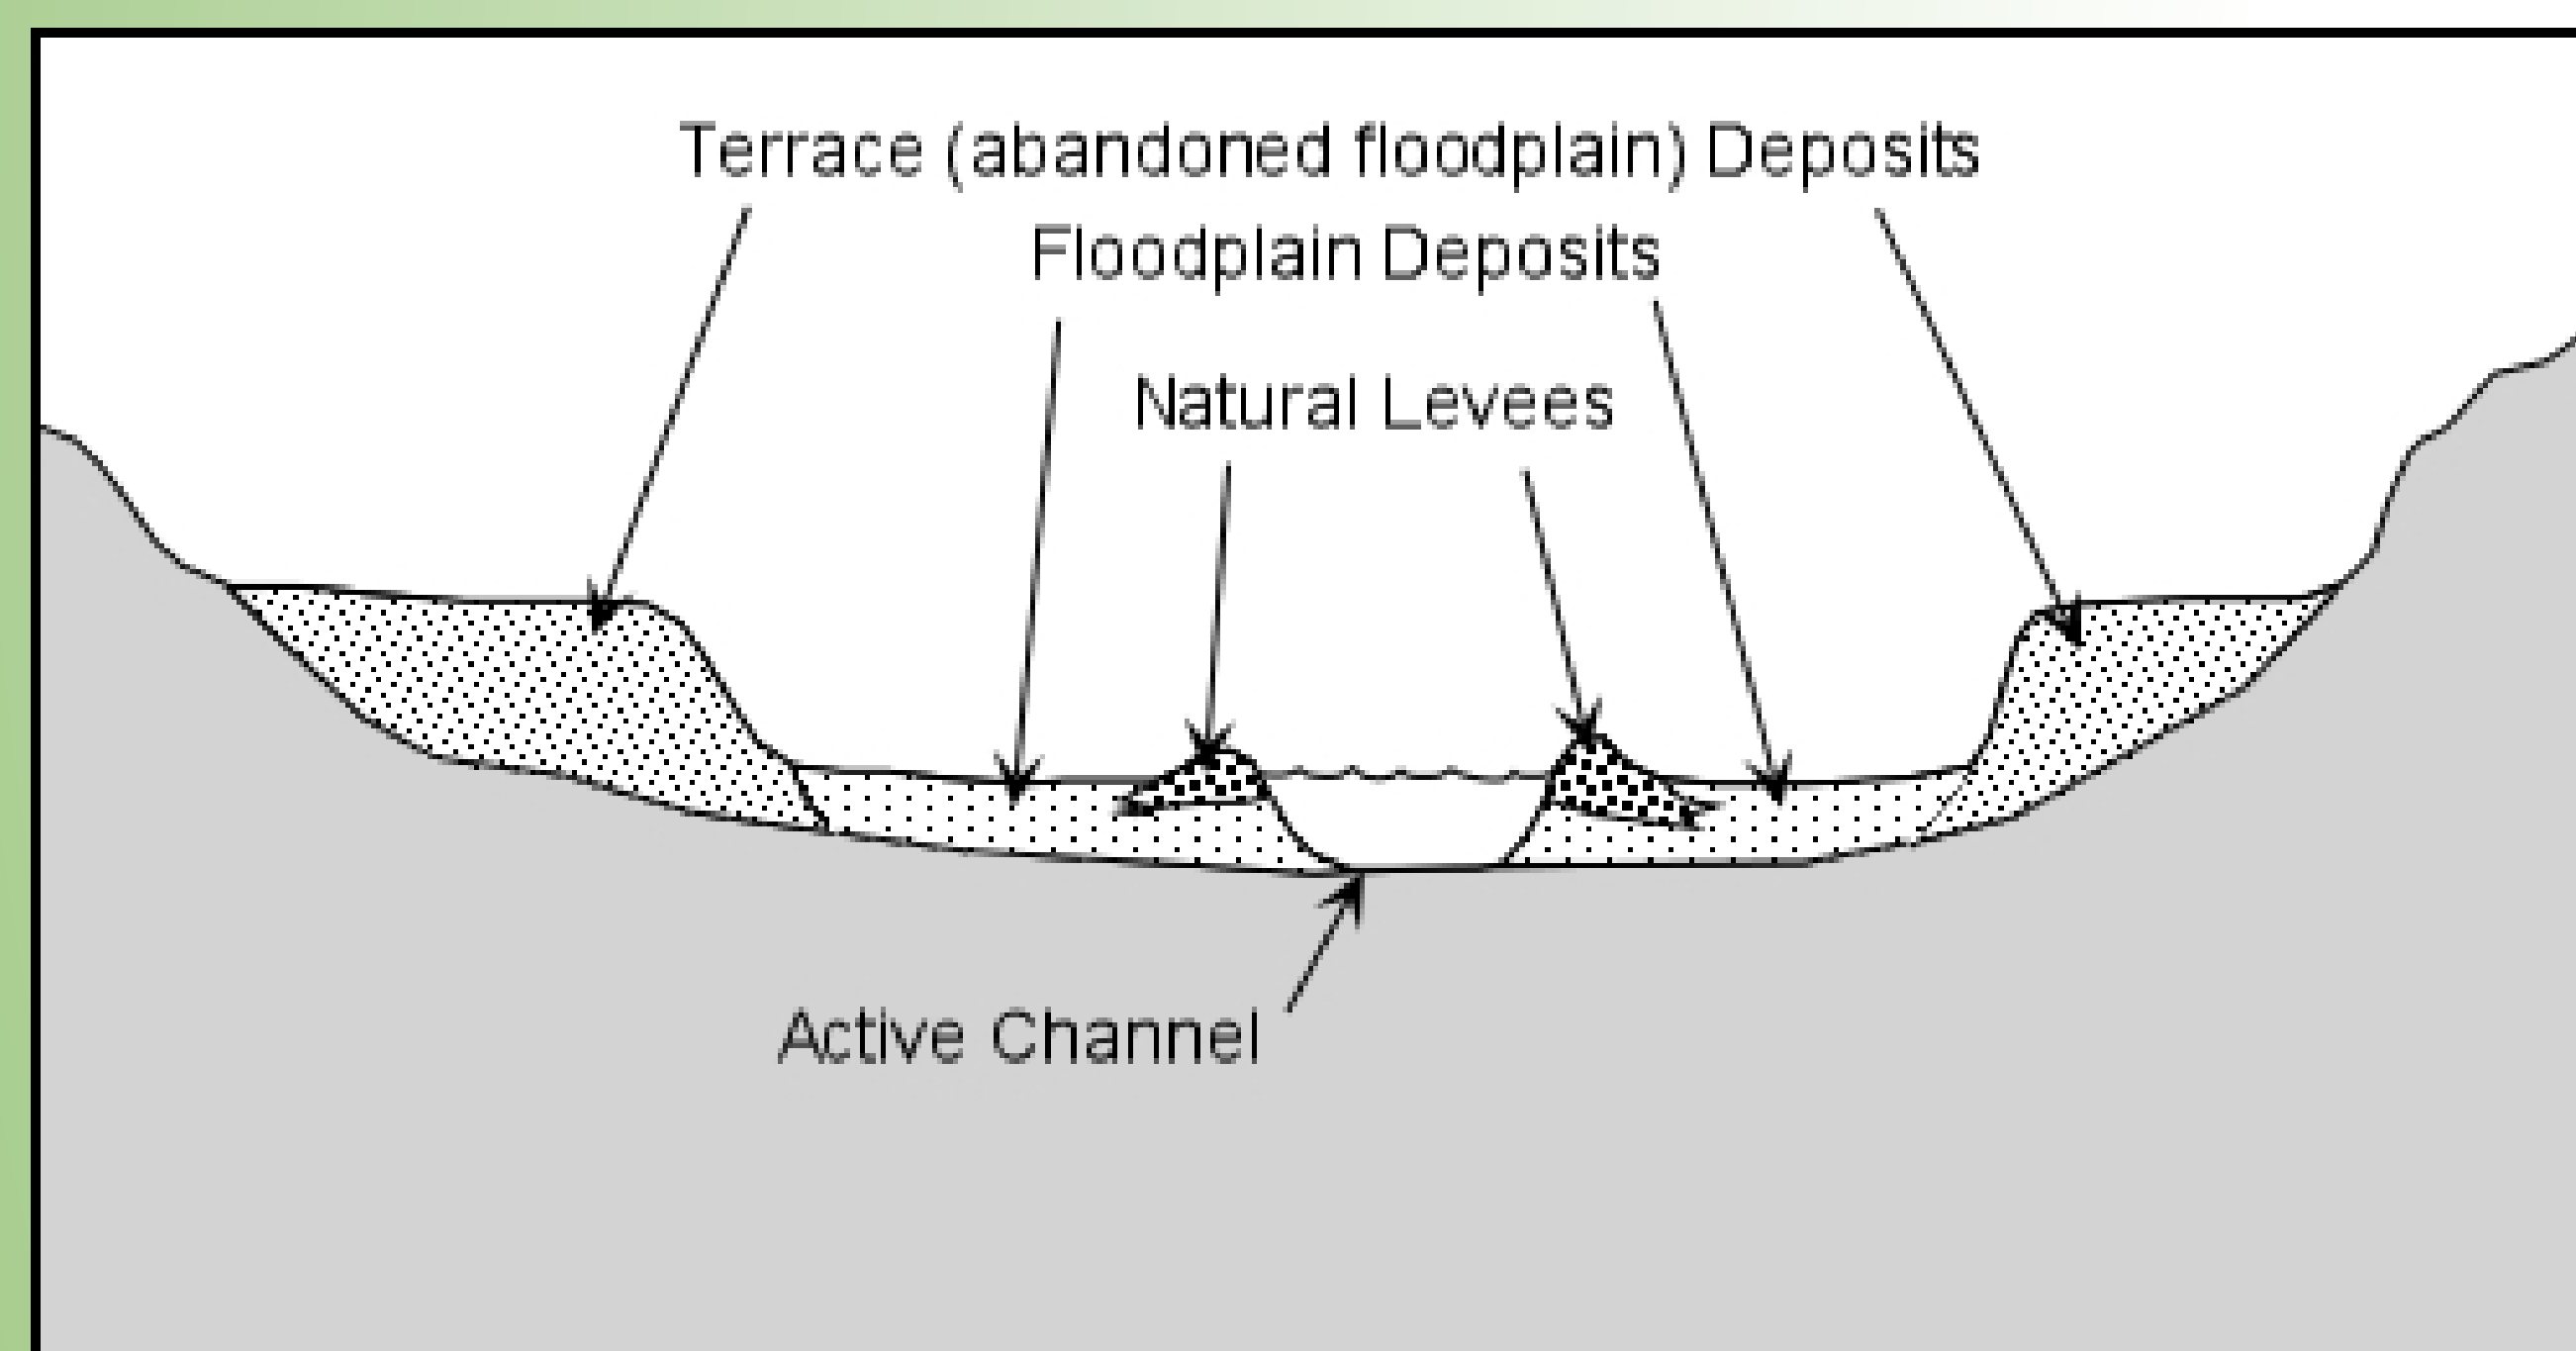 Terrace (abandoned floodplain) Deposits
Floodplain Deposits
Natural Levees
Active Channel